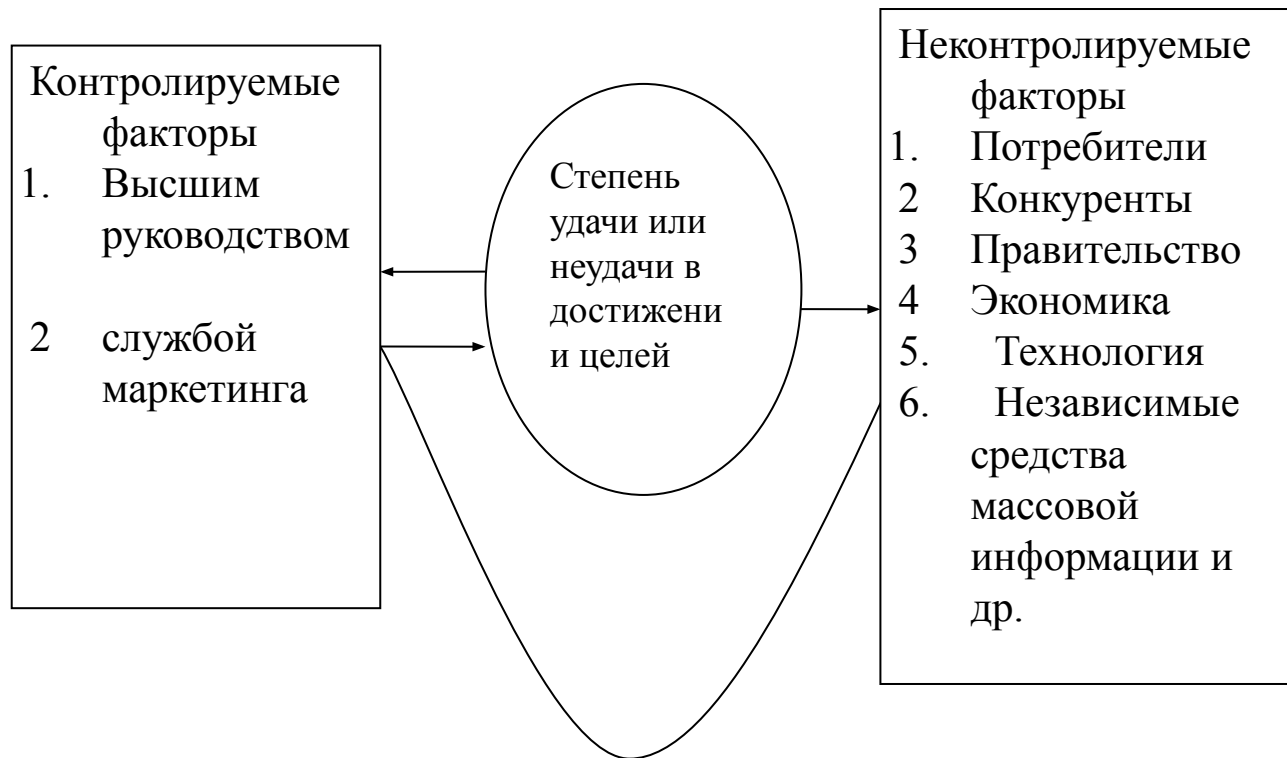 Контролируемые
факторы
1. Высшим
руководством
2 службой
маркетинга
Степень
удачи или
неудачи в
достижени
и целей
Неконтролируемые
факторы
1. Потребители
2 Конкуренты
3 Правительство
4 Экономика
5. Технология
6. Независимые
средства
массовой
информации и
др.